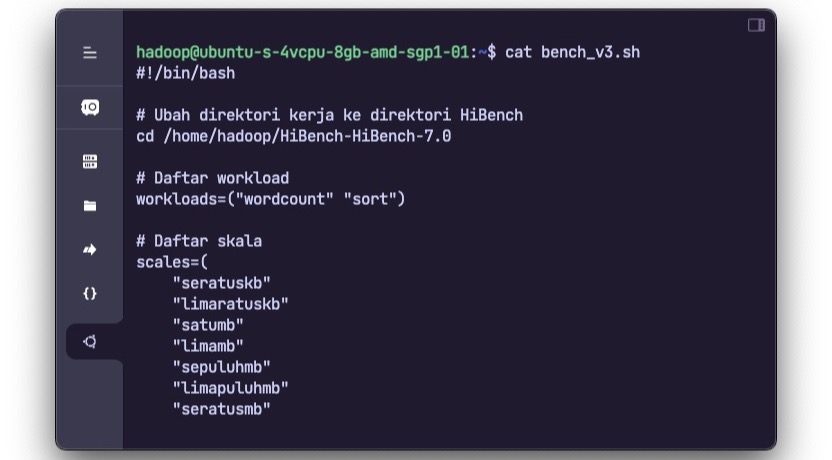 hadoop@ubuntu-s-4vcpu-8gb-amd-sgp1-01:~$ cat bench_v3.sh
#!/bin/bash
# Ubah direktori kerja ke direktori HiBench
cd /home/hadoop/HiBench-HiBench-7.0
# Daftar workload
workloads=("wordcount" "sort")
# Daftar skala
scales=(
"seratuskb"
"limaratuskb"
"satumb"
"limamb"
"sepuluhmb"
"limapuluhmb"
"seratusmb"